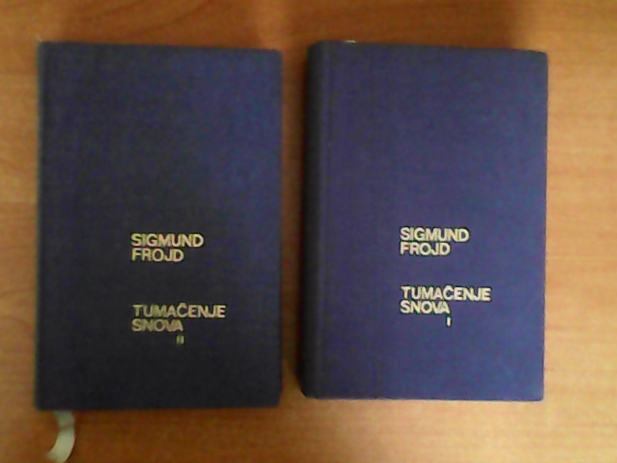 SIGMUND
FROJD
TUMAČENJE
SNOVA
II
SIGMUND
FROJD
TUMAČENJE
SNOVA
I